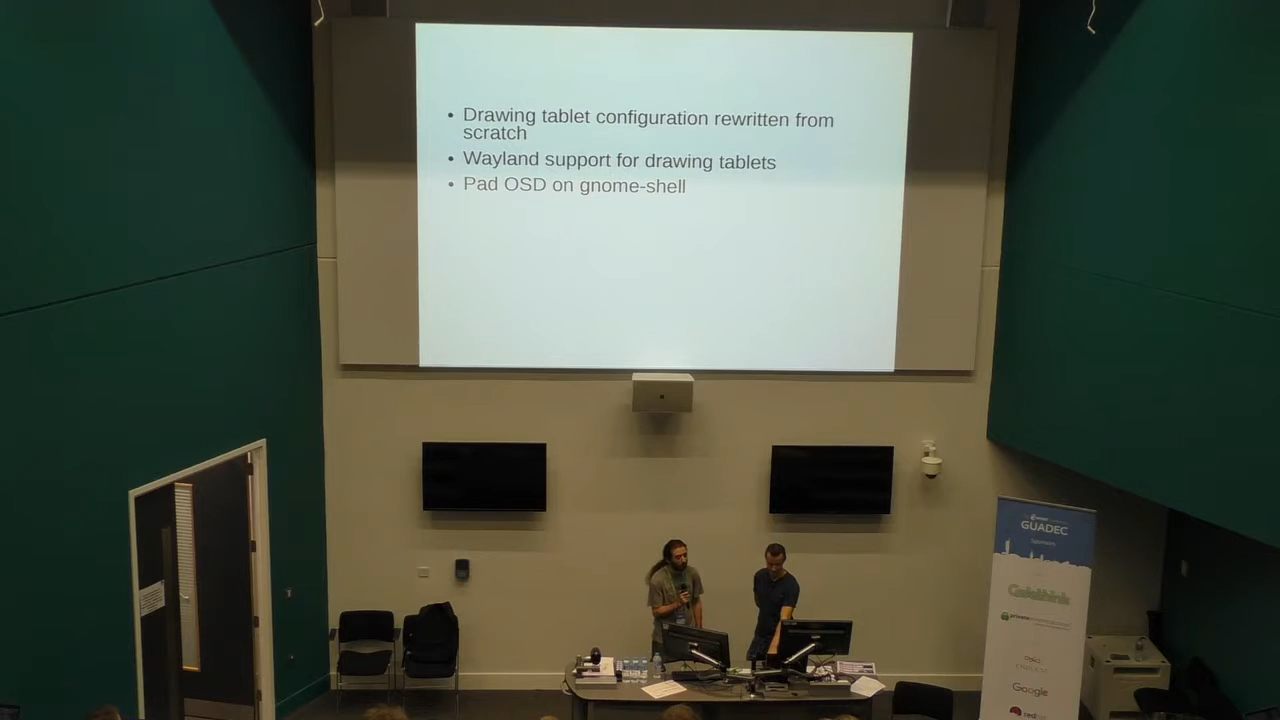 • Drawing tablet configuration rewritten from
scratch
• Wayland support for drawing tablets
• Pad OSD on gnome-shell
GUADEC
Sponsors
Codethink
Google